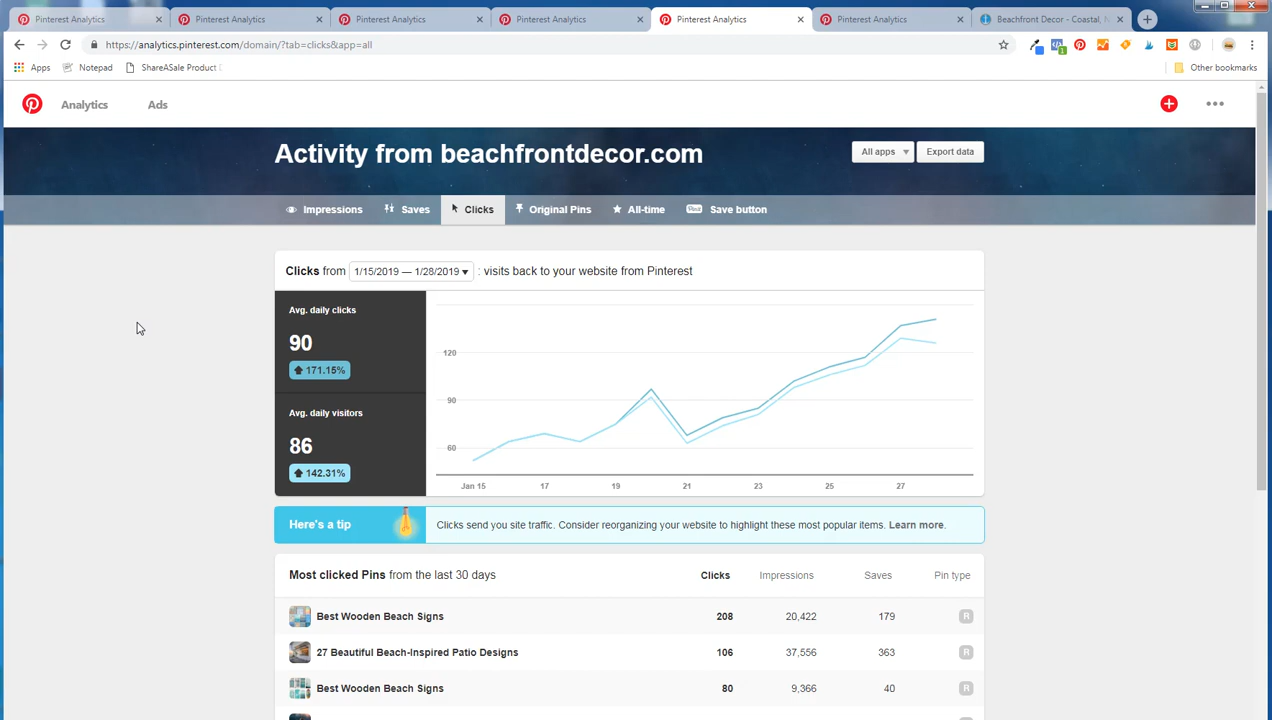 Pinterest Analytics
Pinterest Analytics
Pinterest Analytics
Pinterest Analytics
Pinterest Analytics
Pinterest Analytics
Beachfront Decor - Coastal,
https://analytics.pinterest.com/domain/?tab=clicks&app=all
1
Apps
Notepad
ShareASale Product
Other bookmarks
Analytics
Ads
Activity from beachfrontdecor.com
All apps
Export data
Impressions
Saves
Clicks
Original Pins
All-time
Save button
Clicks from 1/15/2019 — 1/28/2019 : visits back to your website from Pinterest
Avg. daily clicks
90
171.15%
Avg. daily visitors
86
142.31%
120
90
60
Jan 15 17 19 21 23 25 27
Here's a tip
Clicks send you site traffic. Consider reorganizing your website to highlight these most popular items. Learn more.
Most clicked Pins from the last 30 days Clicks Impressions Saves Pin type
Best Wooden Beach Signs 208 20,422 179 R
27 Beautiful Beach-Inspired Patio Designs 106 37,556 363 R
Best Wooden Beach Signs 80 9,366 40 R